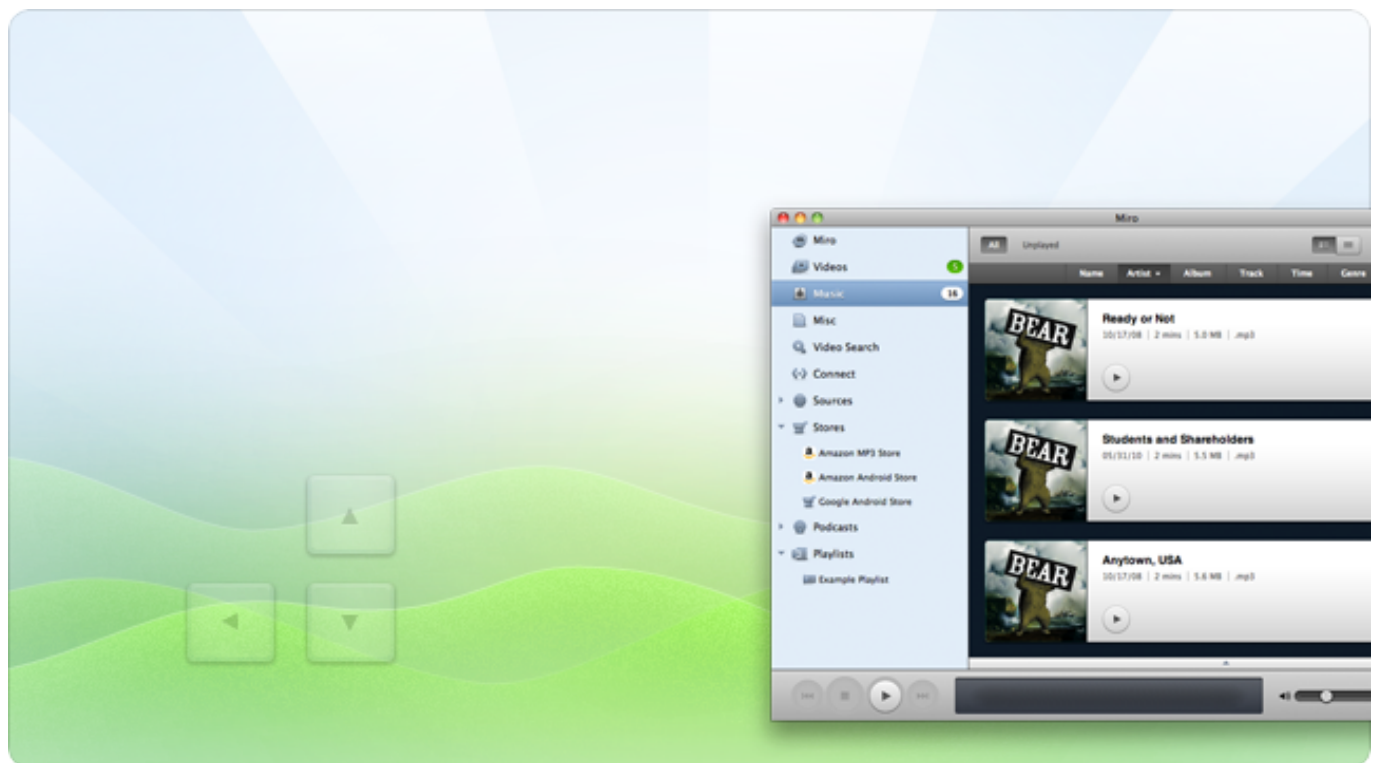 Miro
Miro
Videos 5
Music 16
Misc
Video Search
Connect
Sources
Stores
Amazon MP3 Store
Amazon Android Store
Google Android Store
Podcasts
Playlists
Example Playlist
All Unplayed
Name Artist Album Track Time Genre
BEAR
Ready or Not
10/17/08 | 2 mins | 5.0 MB | .mp3
BEAR
Students and Shareholders
05/31/10 | 2 mins | 5.5 MB | .mp3
BEAR
Anytown, USA
10/17/08 | 2 mins | 5.6 MB | .mp3